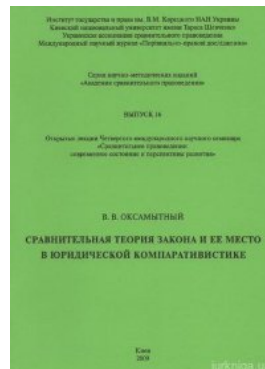 Институт государства и права им. В.М. Корецкого НАН Украины
Киевский национальный университет имени Тараса Шевченко
Украинская ассоциация сравнительного правоведения
Международный научный журнал «Порівняльно-правові дослідження»
Серия научно-методических изданий
«Академия сравнительного правоведения»
ВЫПУСК 16
Открытые лекции Четвертого международного научного семинара
«Сравнительное правоведение:
современное состояние и перспективы развития»
В. В. ОКСАМЫТНЫЙ
СРАВНИТЕЛЬНАЯ ТЕОРИЯ ЗАКОНА И ЕЕ МЕСТО
В ЮРИДИЧЕСКОЙ КОМПАРАТИВИСТИКЕ
Киев
2009